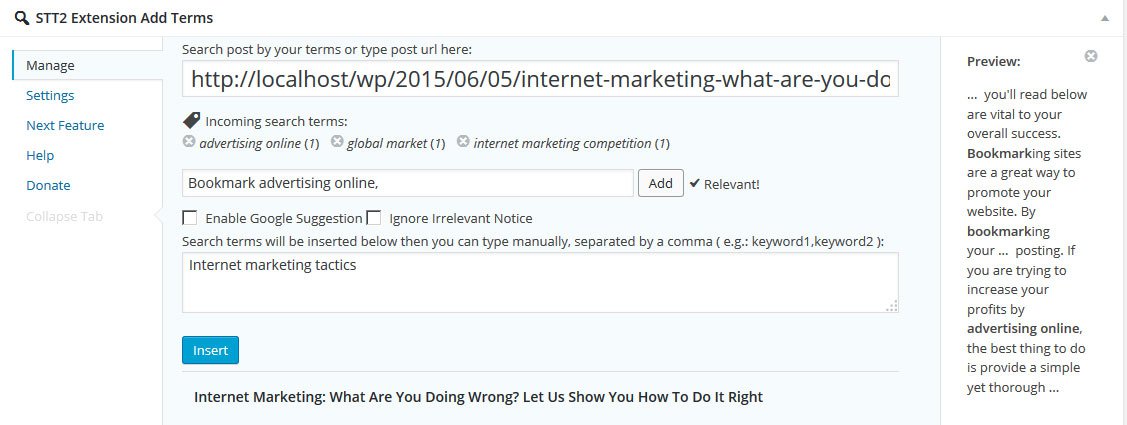 STT2 Extension Add Terms
Manage
Settings
Next Feature
Help
Donate
Collapse Tab
Search post by your terms or type post url here:
http://localhost/wp/2015/06/05/internet-marketing-what-are-you-do
Incoming search terms:
advertising online (1) global market (1) internet marketing competition (1)
Bookmark advertising online, Add ✔ Relevant!
Enable Google Suggestion Ignore Irrelevant Notice
Search terms will be inserted below then you can type manually, separated by a comma ( e.g.: keyword1,keyword2 ):
Internet marketing tactics
Insert
Internet Marketing: What Are You Doing Wrong? Let Us Show You How To Do It Right
Preview:
... you'll read below
are vital to your
overall success.
Bookmarking sites
are a great way to
promote your
website. By
bookmarking
your ... posting. If
you are trying to
increase your
profits by
advertising online,
the best thing to do
is provide a simple
yet thorough ...